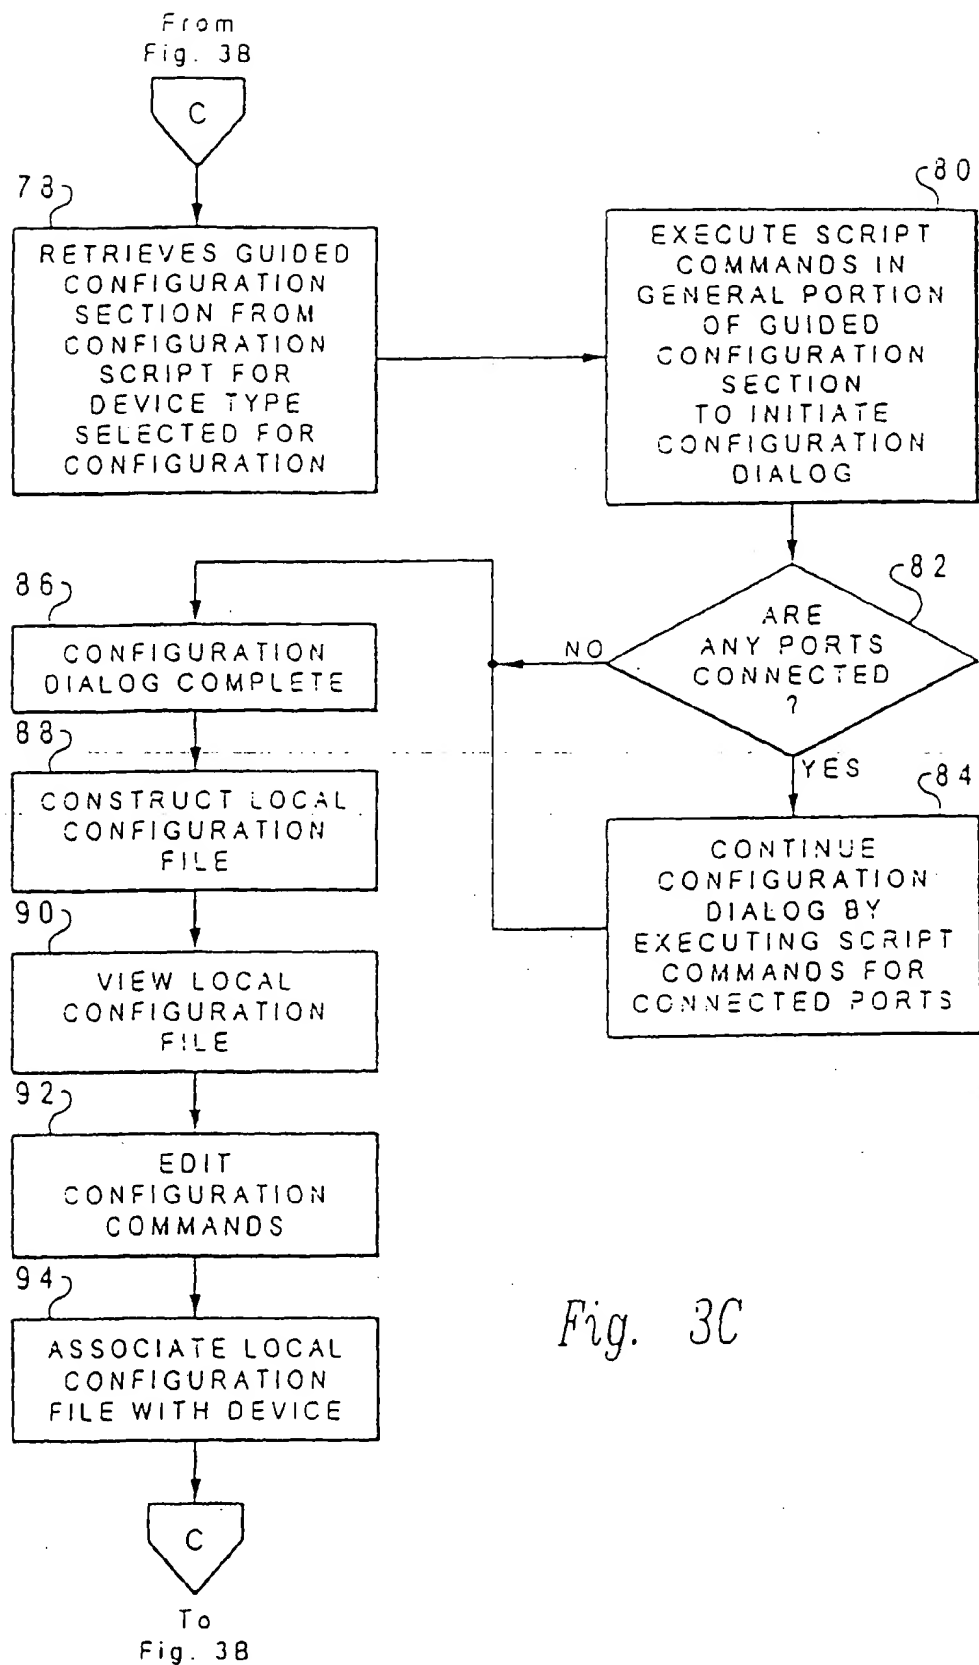 From
Fig. 3B
C
78
RETRIEVES GUIDED
CONFIGURATION
SECTION FROM
CONFIGURATION
SCRIPT FOR
DEVICE TYPE
SELECTED FOR
CONFIGURATION
80
EXECUTE SCRIPT
COMMANDS IN
GENERAL PORTION
OF GUIDED
CONFIGURATION
SECTION
TO INITIATE
CONFIGURATION
DIALOG
82
ARE
ANY PORTS
CONNECTED
?
NO
YES
84
CONTINUE
CONFIGURATION
DIALOG BY
EXECUTING SCRIPT
COMMANDS FOR
CONNECTED PORTS
86
CONFIGURATION
DIALOG COMPLETE
88
CONSTRUCT LOCAL
CONFIGURATION
FILE
90
VIEW LOCAL
CONFIGURATION
FILE
92
EDIT
CONFIGURATION
COMMANDS
94
ASSOCIATE LOCAL
CONFIGURATION
FILE WITH DEVICE
C
To
Fig. 3B
Fig. 3C